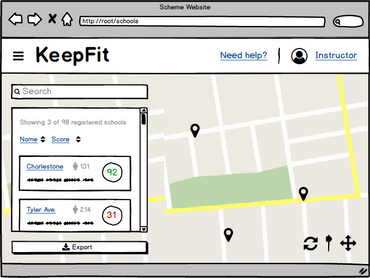 Scheme Website
http://root/schools
KeepFit
Need help?
Instructor
Search
Showing 3 of 98 registered schools
Name
Score
Charlestone
131
92
Tyler Ave.
214
31
Export